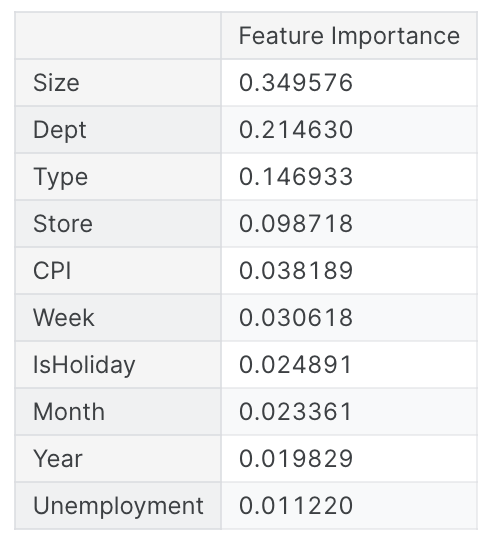 Feature Importance
Size 0.349576
Dept 0.214630
Type 0.146933
Store 0.098718
CPI 0.038189
Week 0.030618
IsHoliday 0.024891
Month 0.023361
Year 0.019829
Unemployment 0.011220